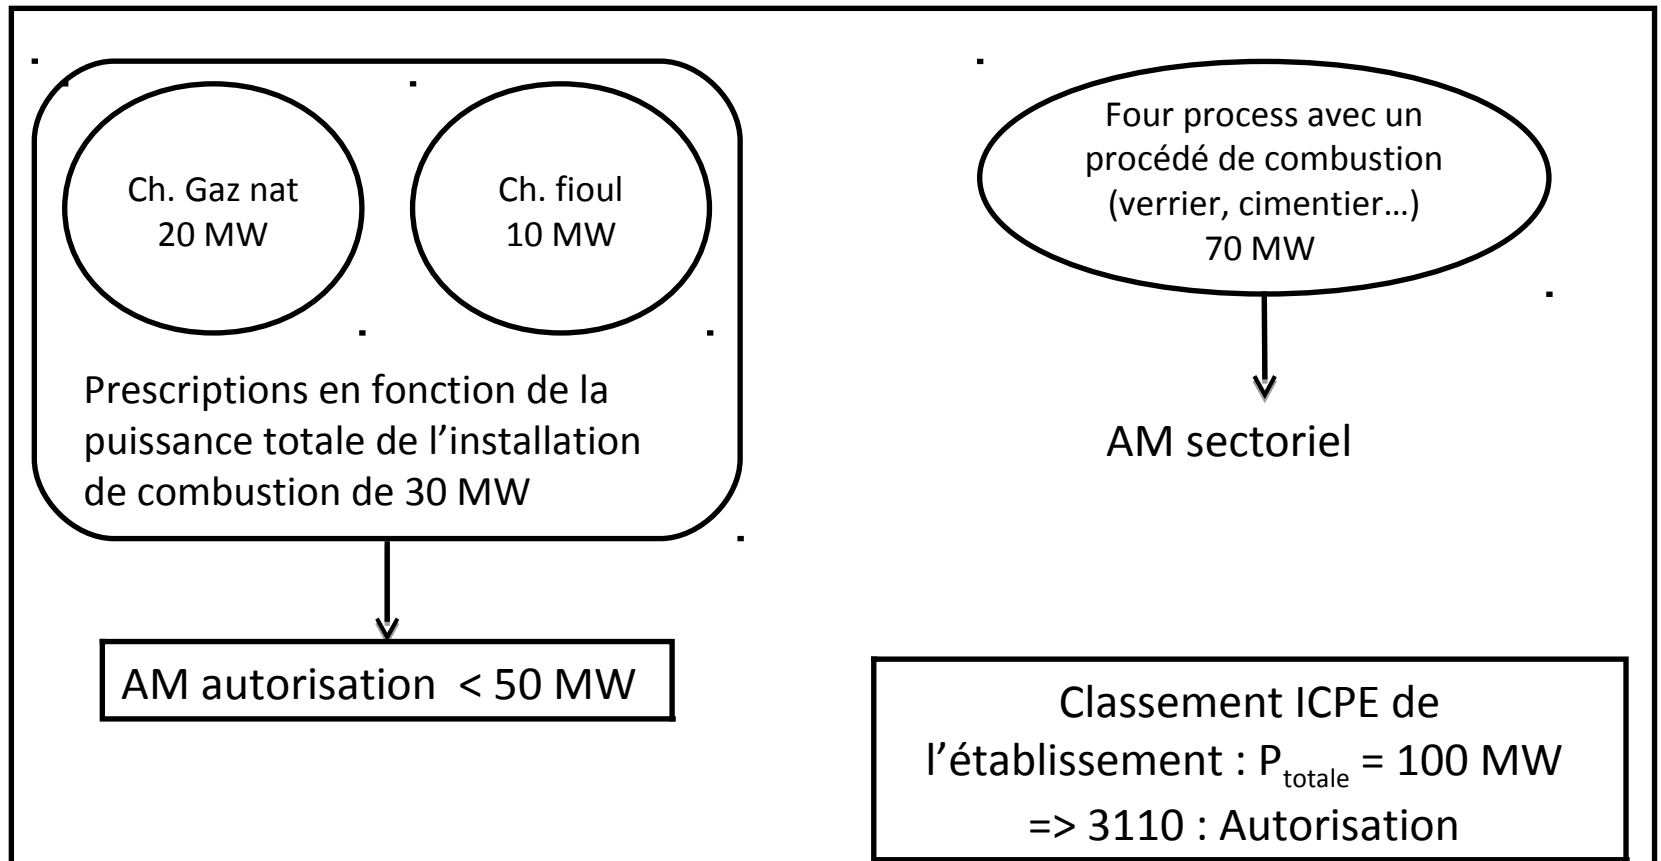 Ch. Gaz nat
20 MW
Ch. fioul
10 MW
Prescriptions en fonction de la
puissance totale de l’installation
de combustion de 30 MW
AM autorisation < 50 MW
Four process avec un
procédé de combustion
(verrier, cimentier…)
70 MW
AM sectoriel
Classement ICPE de
l’établissement : Ptotale = 100 MW
=> 3110 : Autorisation